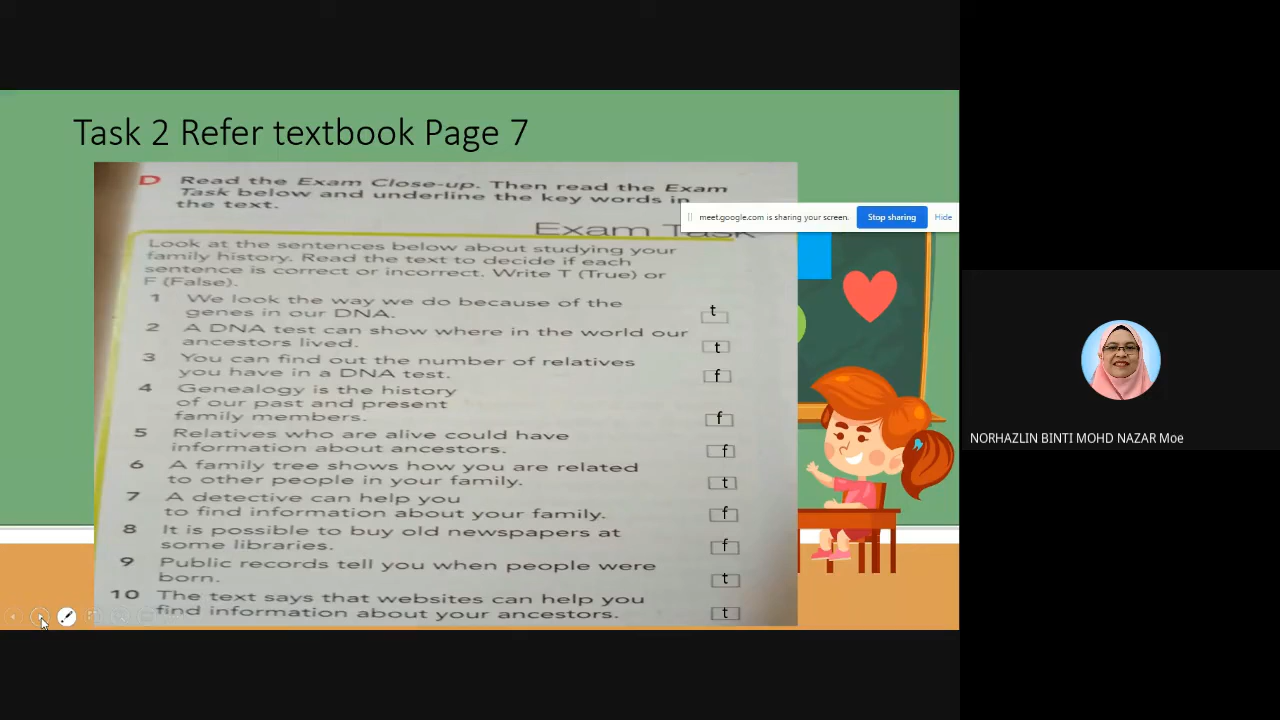 Task 2 Refer textbook Page 7
D Read the Exam Close-up. Then read the Exam
Task below and underline the key words in
the text.
meet.google.com is sharing your screen. Stop sharing Hide
Exam Task
Look at the sentences below about studying your
family history. Read the text to decide if each
sentence is correct or incorrect. Write T (True) or
F (False).
1 We look the way we do because of the
genes in our DNA. t
2 A DNA test can show where in the world our
ancestors lived. t
3 You can find out the number of relatives
you have in a DNA test. f
4 Genealogy is the history
of our past and present
family members. f
5 Relatives who are alive could have
information about ancestors. f
6 A family tree shows how you are related
to other people in your family. t
7 A detective can help you
to find information about your family. f
8 It is possible to buy old newspapers at
some libraries. f
9 Public records tell you when people were
born. t
10 The text says that websites can help you
find information about your ancestors. t
NORHAZLIN BINTI MOHD NAZAR Moe